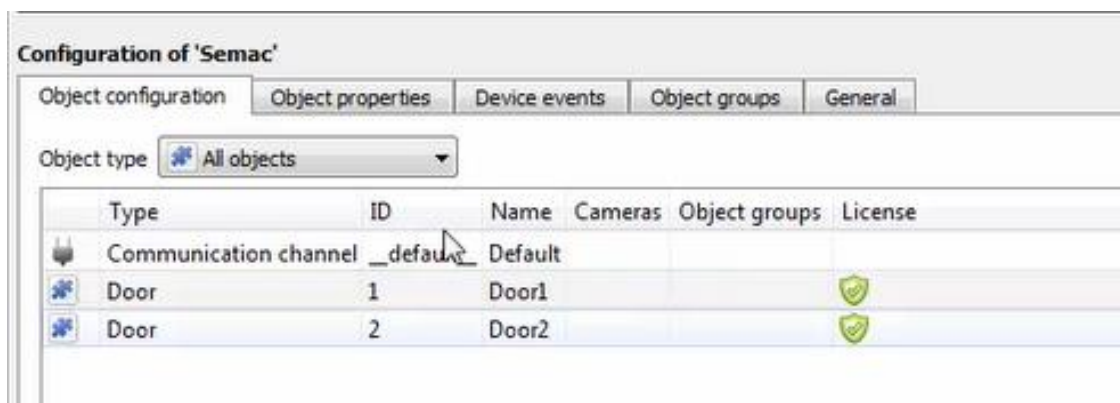 Configuration of 'Semac'
Object configuration Object properties Device events Object groups General
Object type All objects
Type ID Name Cameras Object groups License
Communication channel __default__ Default
Door 1 Door1
Door 2 Door2